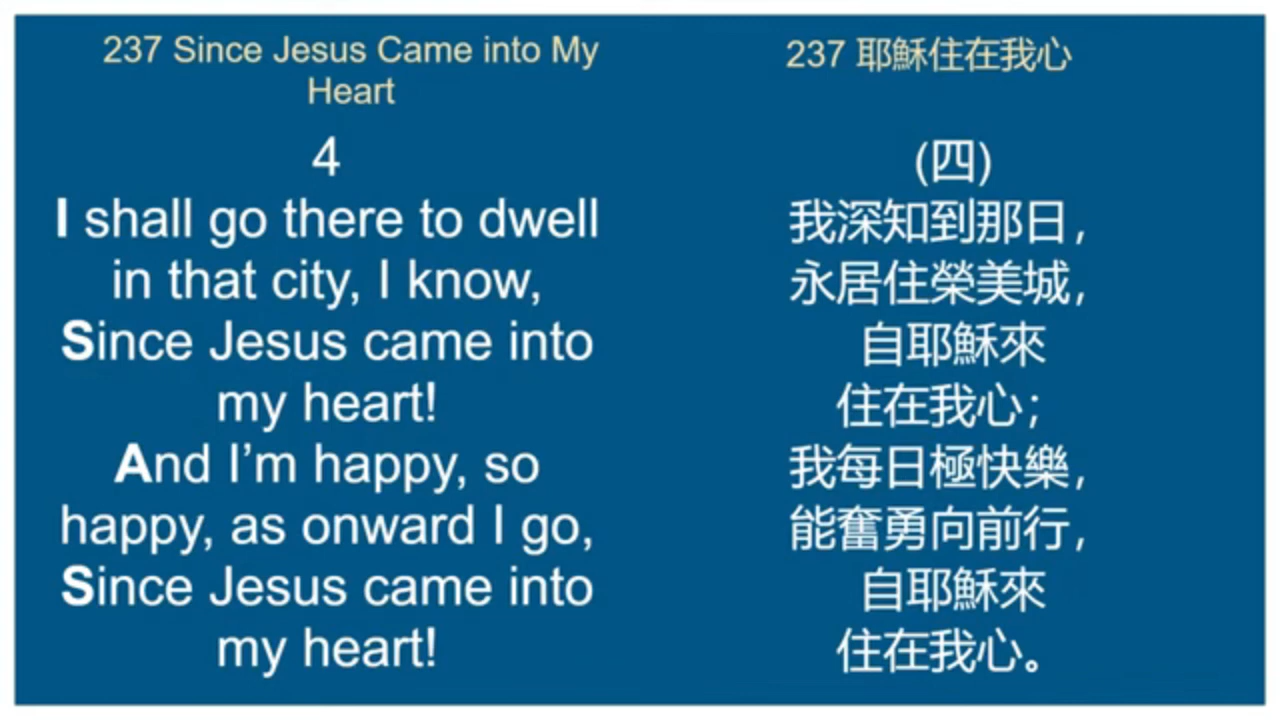 237 Since Jesus Came into My
Heart
4
I shall go there to dwell
in that city, I know,
Since Jesus came into
my heart!
And I’m happy, so
happy, as onward I go,
Since Jesus came into
my heart!
237 耶穌住在我心
(四)
我深知到那日，
永居住榮美城，
自耶穌來
住在我心；
我每日極快樂，
能奮勇向前行，
自耶穌來
住在我心。